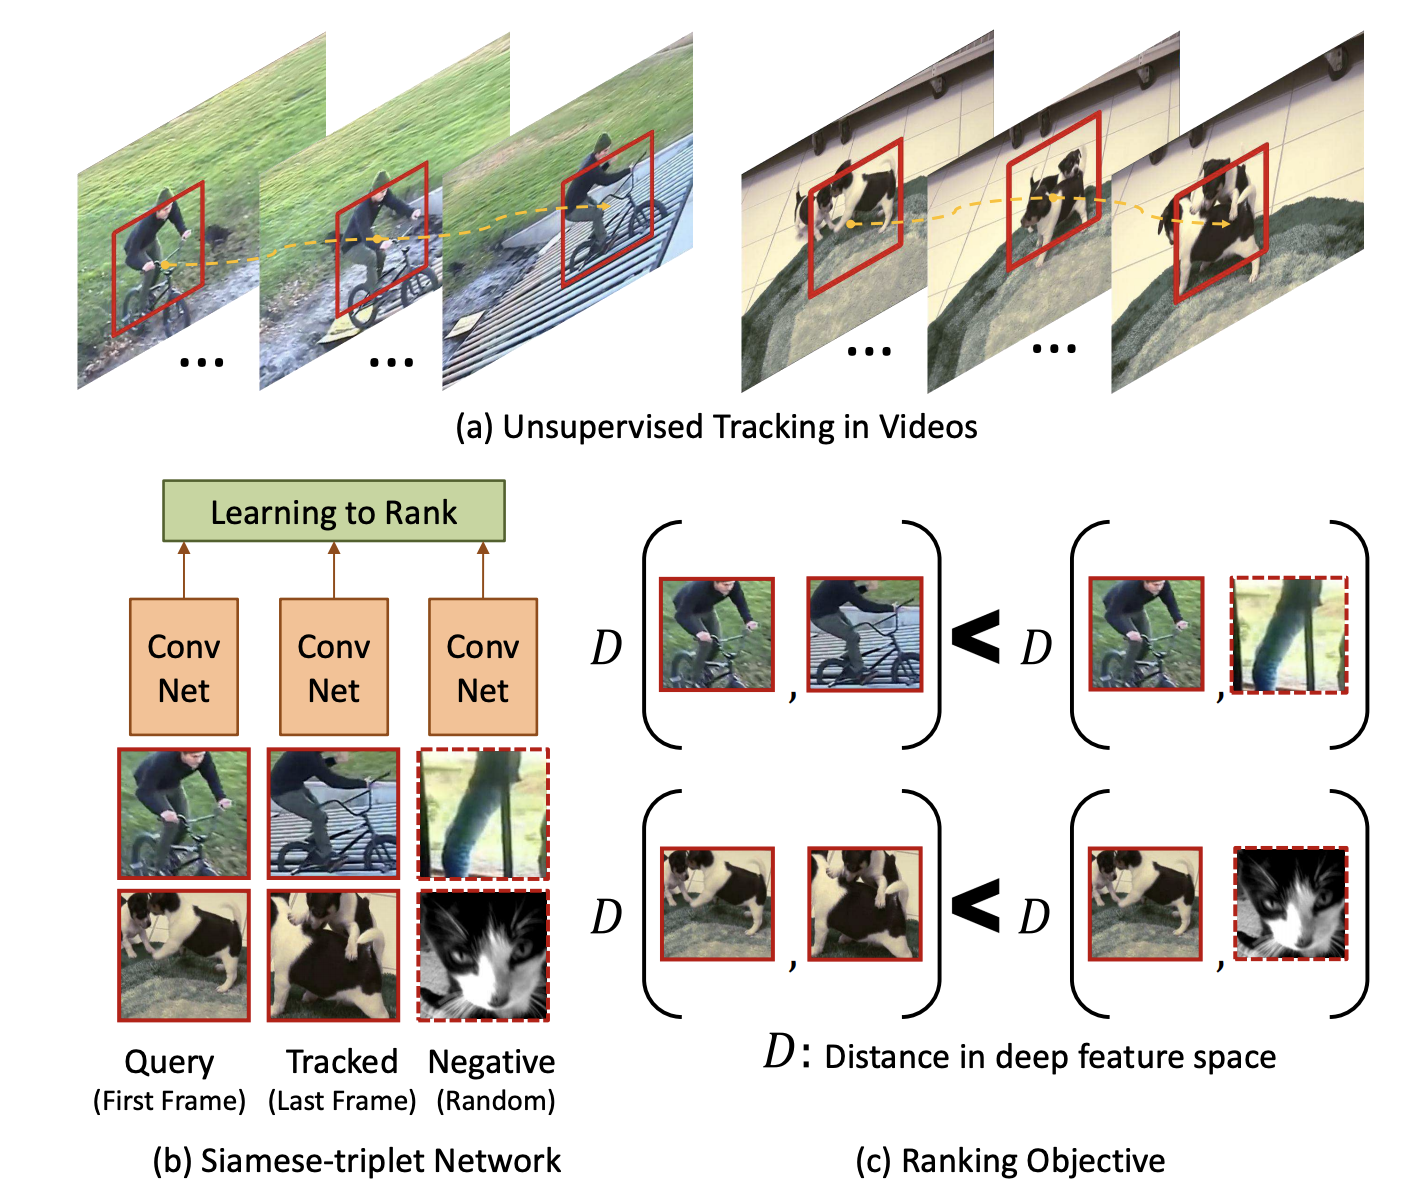 ... ... ... ...
(a) Unsupervised Tracking in Videos
Learning to Rank
Conv Net Conv Net Conv Net
Query Tracked Negative
(First Frame) (Last Frame) (Random)
(b) Siamese-triplet Network
D ( , ) < D ( , )
D ( , ) < D ( , )
D: Distance in deep feature space
(c) Ranking Objective